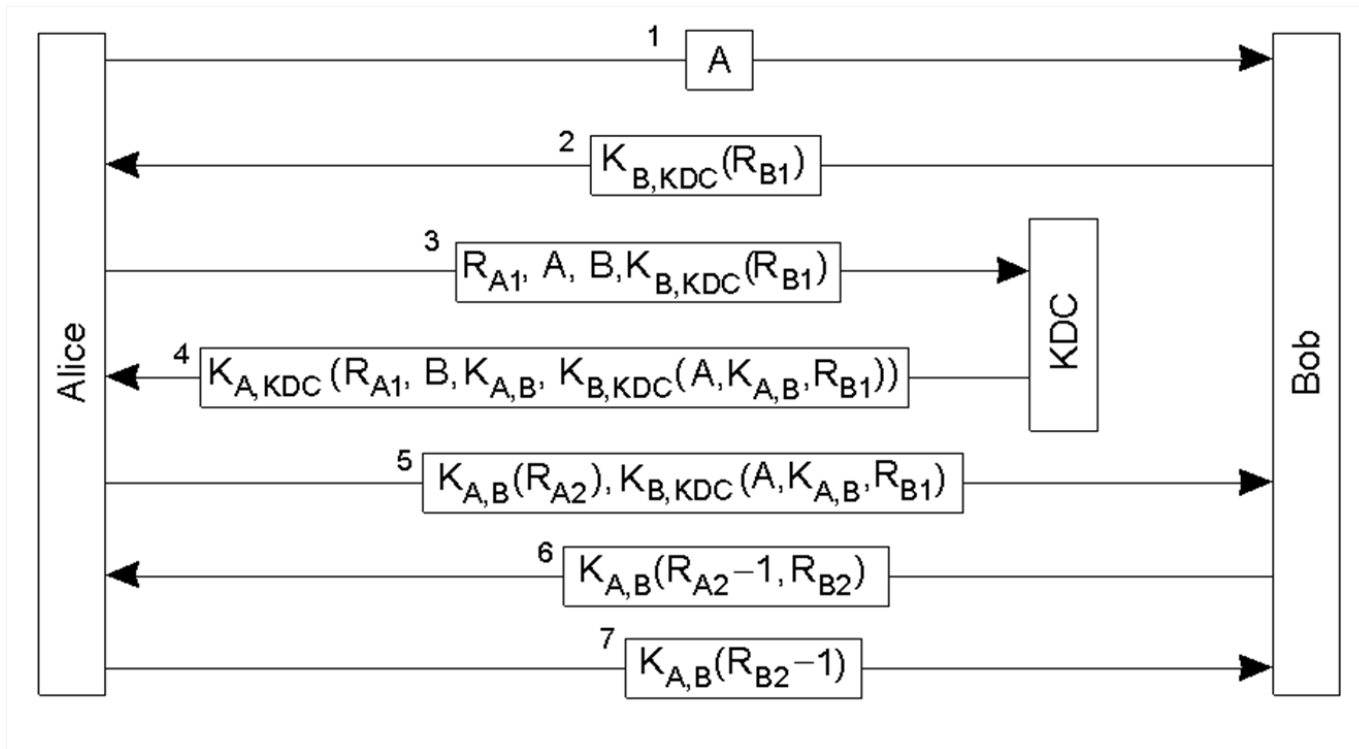 1
A
2
K_B,KDC(R_B1)
3
R_A1, A, B,K_B,KDC(R_B1)
KDC
4
K_A,KDC(R_A1, B,K_A,B, K_B,KDC(A,K_A,B,R_B1))
Alice
Bob
5
K_A,B(R_A2),K_B,KDC(A,K_A,B,R_B1)
6
K_A,B(R_A2−1,R_B2)
7
K_A,B(R_B2−1)